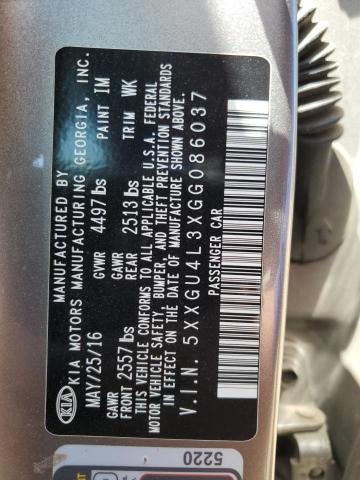 KIA
MANUFACTURED BY
KIA MOTORS MANUFACTURING GEORGIA, INC.
MAY/25/16 GVWR 4497 lbs PAINT IM
GAWR FRONT 2557 lbs GAWR REAR 2513 lbs TRIM WK
THIS VEHICLE CONFORMS TO ALL APPLICABLE U.S.A. FEDERAL
MOTOR VEHICLE SAFETY, BUMPER, AND THEFT PREVENTION STANDARDS
IN EFFECT ON THE DATE OF MANUFACTURE SHOWN ABOVE.
V.I.N. 5XXGU4L3XGG086037
PASSENGER CAR
5220